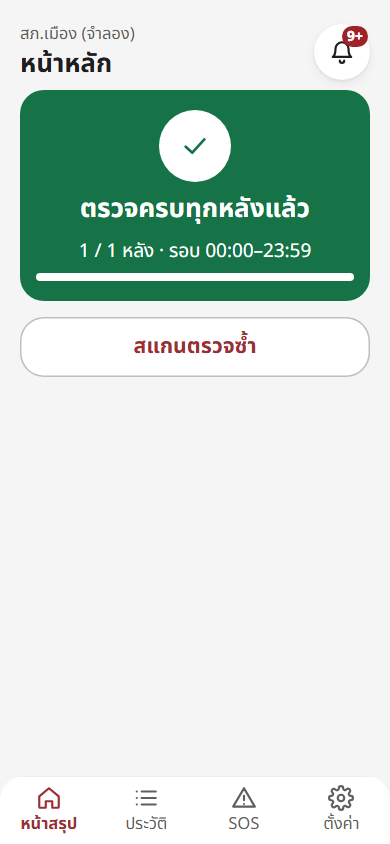 สภ.เมือง (จำลอง)
หน้าหลัก
9+
ตรวจครบทุกหลังแล้ว
1 / 1 หลัง · รอบ 00:00–23:59
สแกนตรวจซ้ำ
หน้าสรุป
ประวัติ
SOS
ตั้งค่า